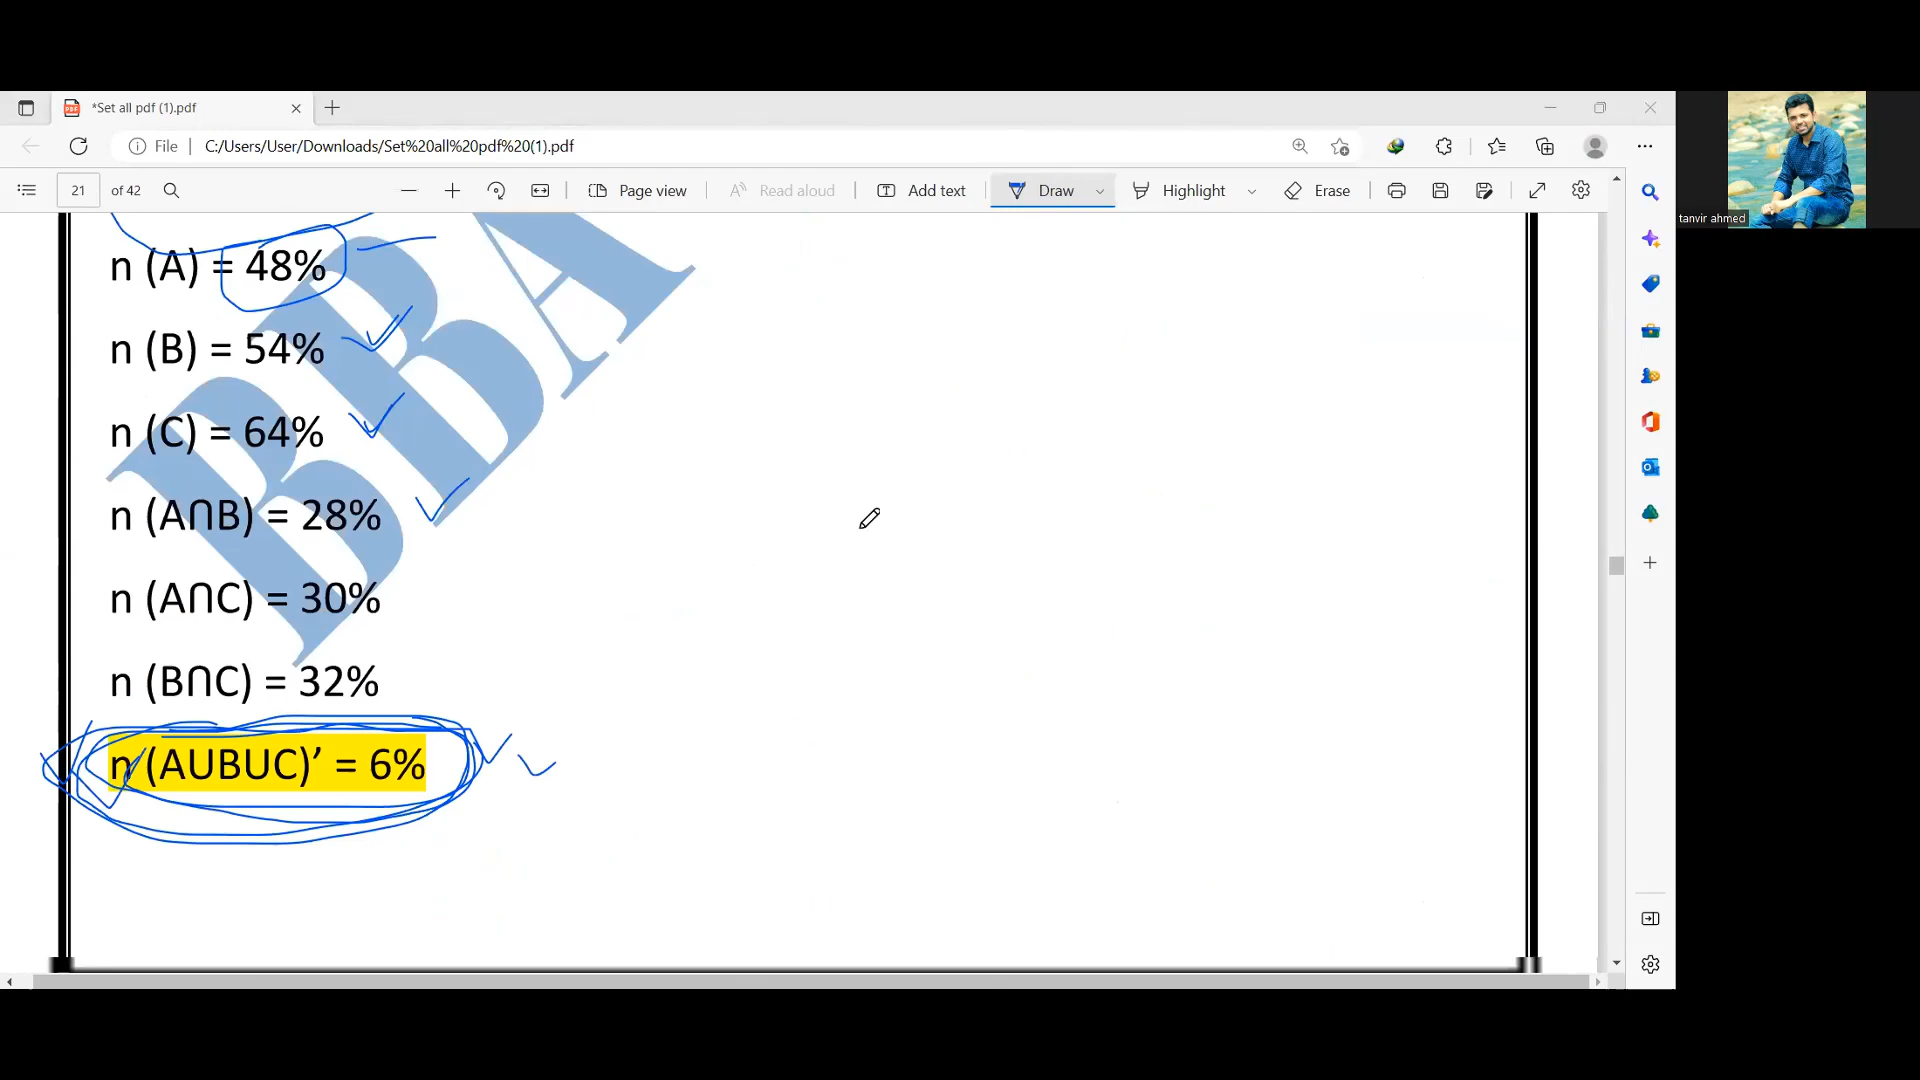 *Set all pdf (1).pdf
File | C:/Users/User/Downloads/Set%20all%20pdf%20(1).pdf
21 of 42
Page view
Read aloud
Add text
Draw
Highlight
Erase
tanvir ahmed
BBA
n (A) = 48%
n (B) = 54%
n (C) = 64%
n (A∩B) = 28%
n (A∩C) = 30%
n (B∩C) = 32%
n (AUBUC)’ = 6%